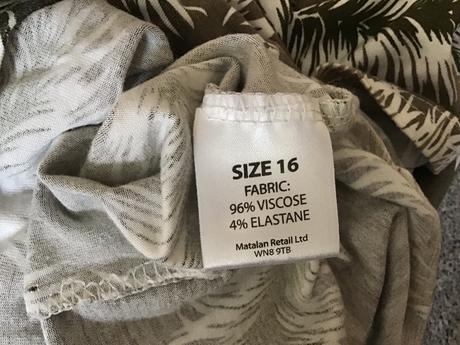 SIZE 16
FABRIC:
96% VISCOSE
4% ELASTANE
Matalan Retail Ltd
WN8 9TB